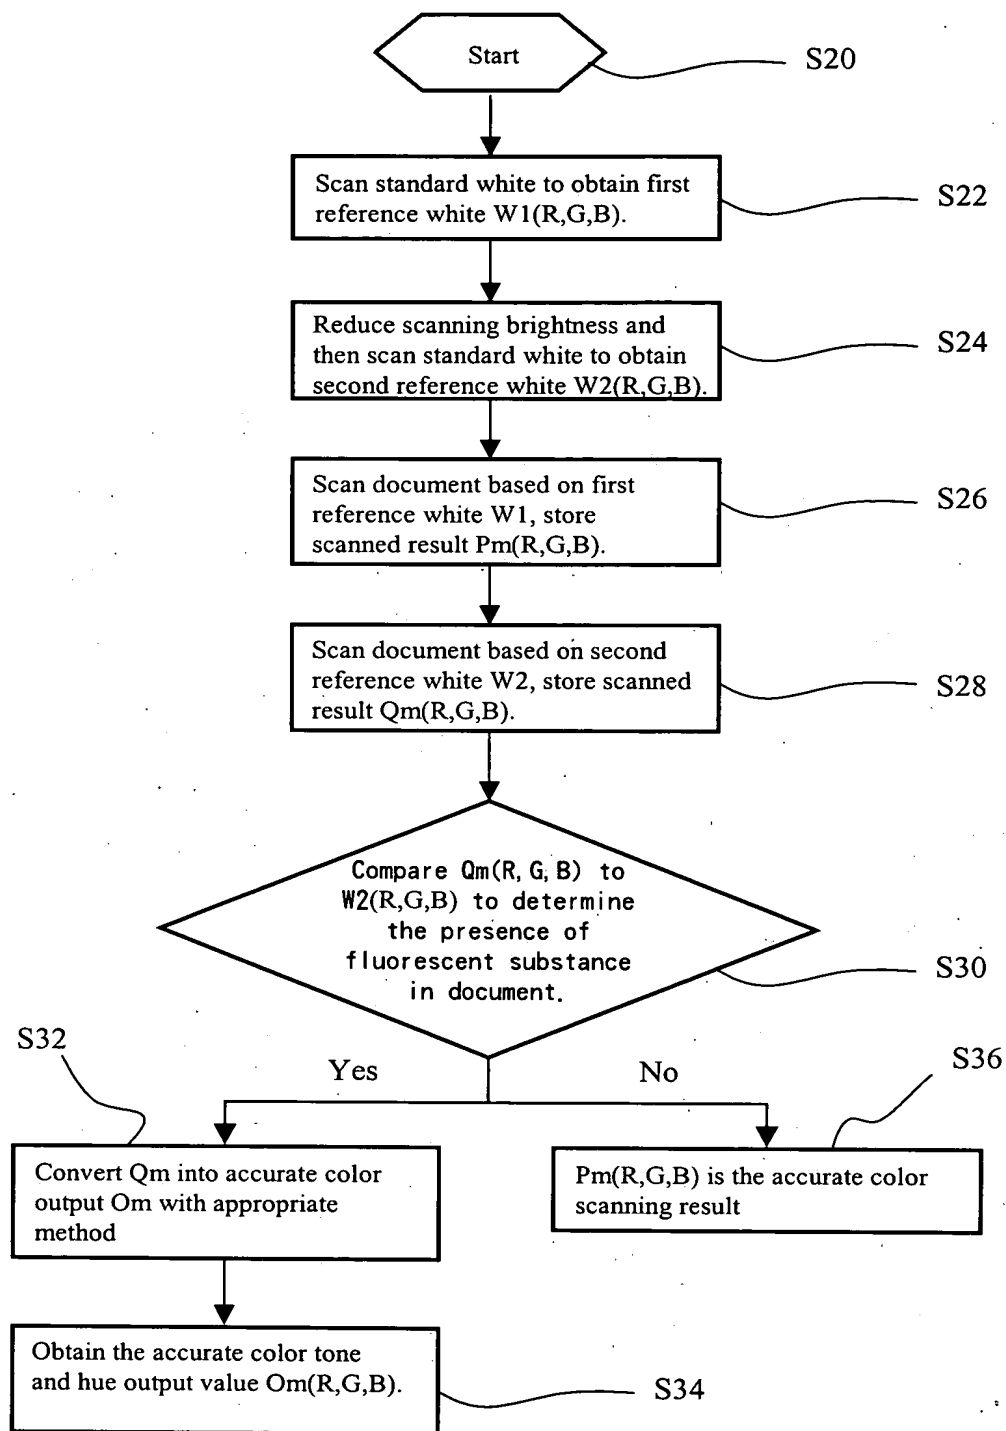 Start
S20
Scan standard white to obtain first
reference white W1(R,G,B).
S22
Reduce scanning brightness and
then scan standard white to obtain
second reference white W2(R,G,B).
S24
Scan document based on first
reference white W1, store
scanned result Pm(R,G,B).
S26
Scan document based on second
reference white W2, store scanned
result Qm(R,G,B).
S28
Compare Qm(R, G, B) to
W2(R,G,B) to determine
the presence of
fluorescent substance
in document.
S30
S32
Yes
No
S36
Convert Qm into accurate color
output Om with appropriate
method
Pm(R,G,B) is the accurate color
scanning result
Obtain the accurate color tone
and hue output value Om(R,G,B).
S34